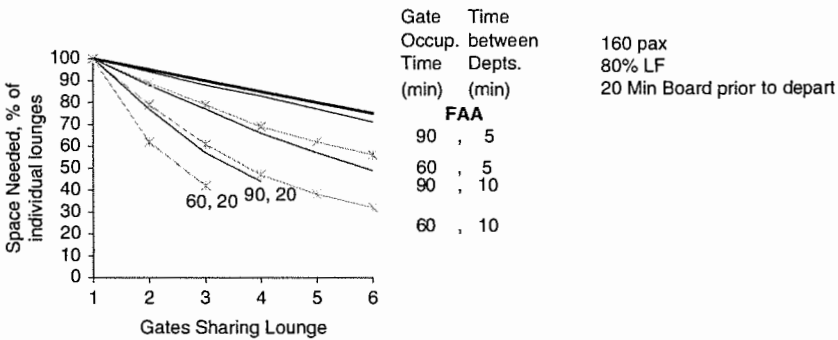 Gate Time
Occup. between
Time Depts.
(min) (min)
160 pax
80% LF
20 Min Board prior to depart
FAA
90 , 5
60 , 5
90 , 10
60 , 10
Space Needed, % of
individual lounges
100
90
80
70
60
50
40
30
20
10
0
60, 20 90, 20
1 2 3 4 5 6
Gates Sharing Lounge